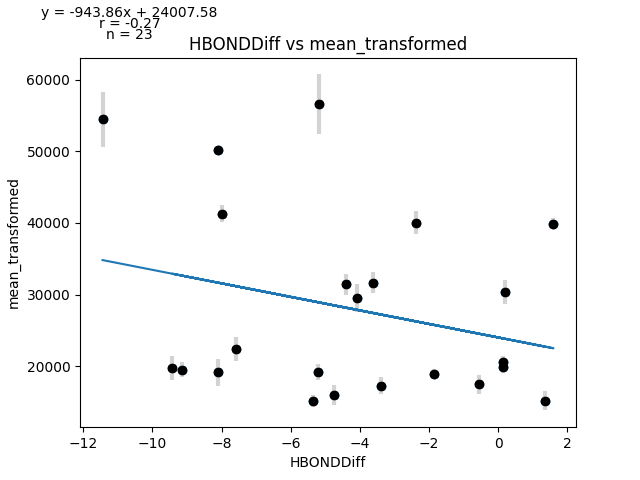 y = -943.86x + 24007.58
r = -0.27
n = 23
HBONDDiff vs mean_transformed
60000
50000
40000
30000
20000
mean_transformed
−12 −10 −8 −6 −4 −2 0 2
HBONDDiff